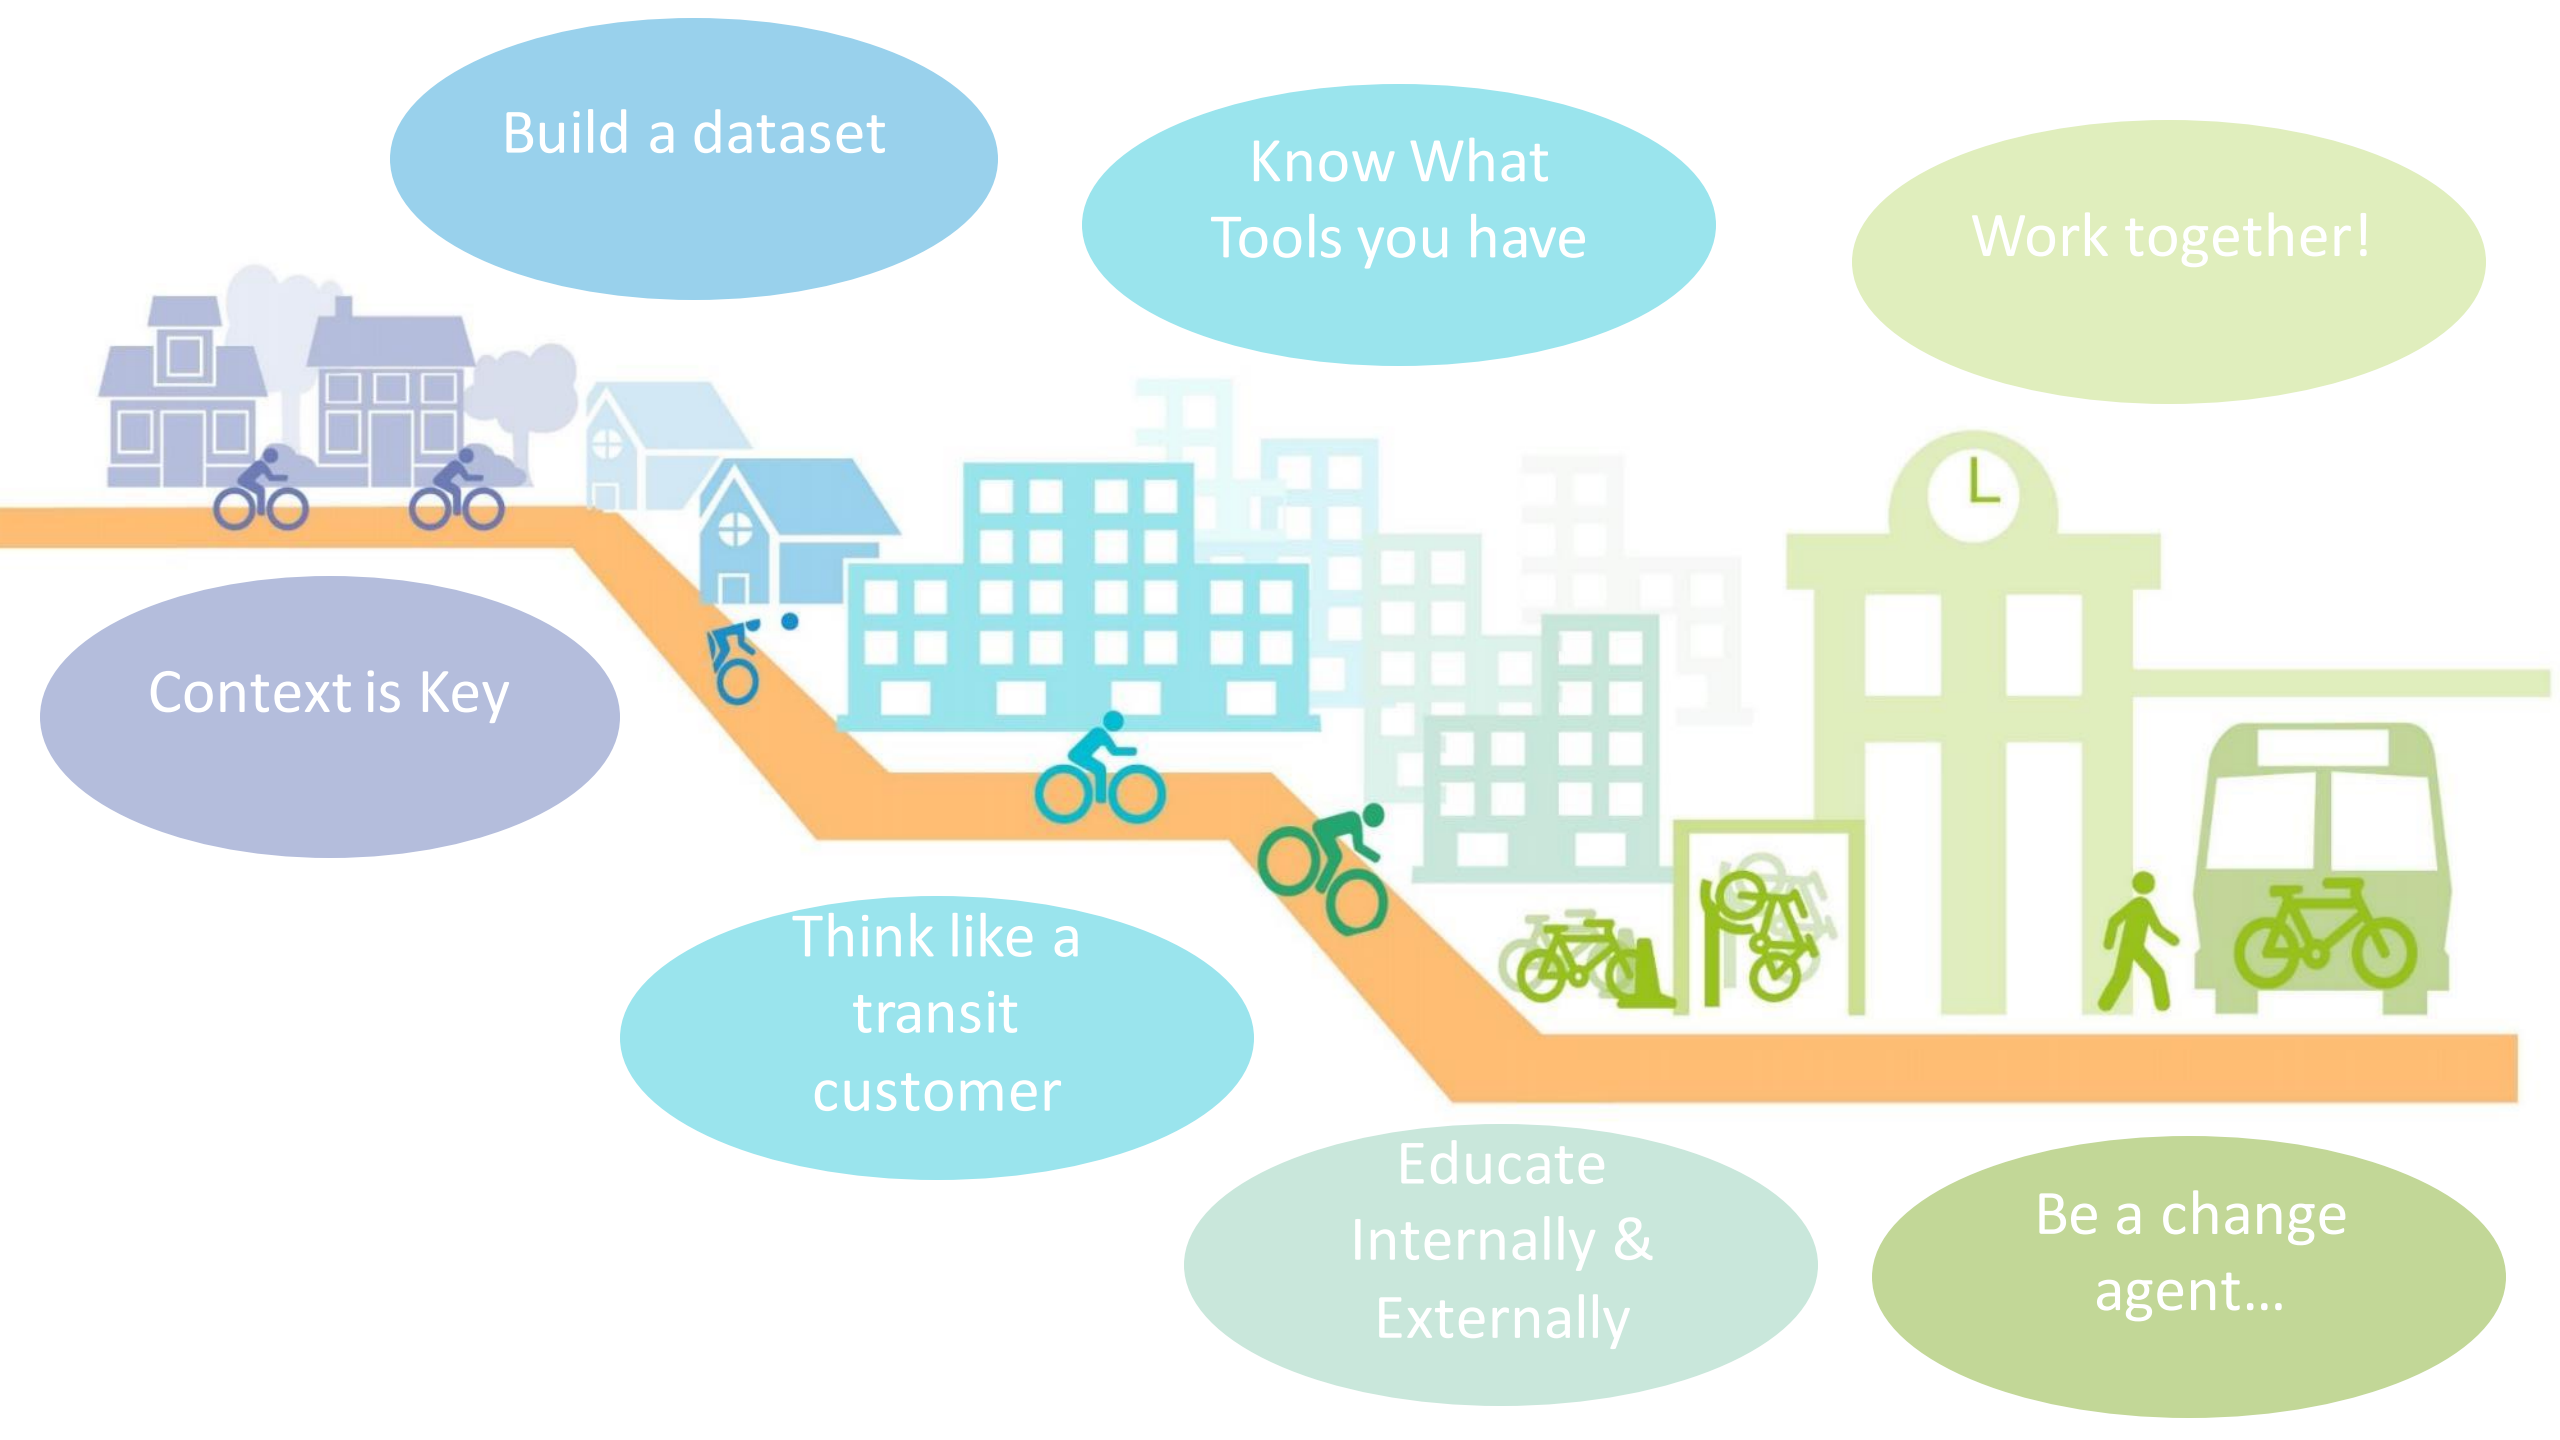 Build a dataset
Know What
Tools you have
Work together!
Context is Key
Think like a
transit
customer
Educate
Internally &
Externally
Be a change
agent...